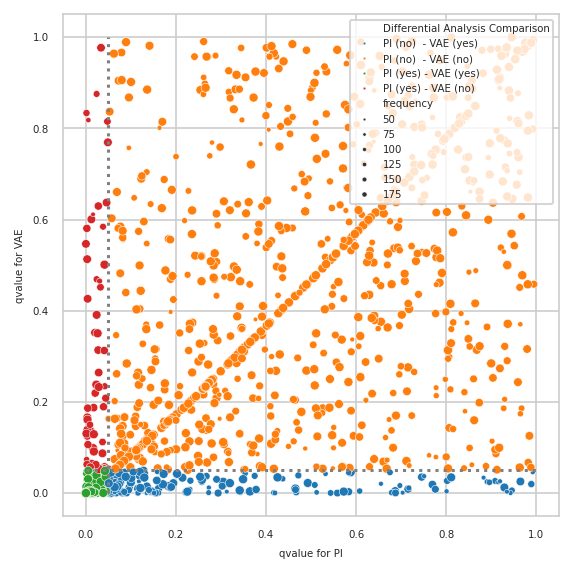 Differential Analysis Comparison
PI (no)  - VAE (yes)
PI (no)  - VAE (no)
PI (yes) - VAE (yes)
PI (yes) - VAE (no)
frequency
50
75
100
125
150
175
1.0
0.8
0.6
0.4
0.2
0.0
qvalue for VAE
0.0 0.2 0.4 0.6 0.8 1.0
qvalue for PI